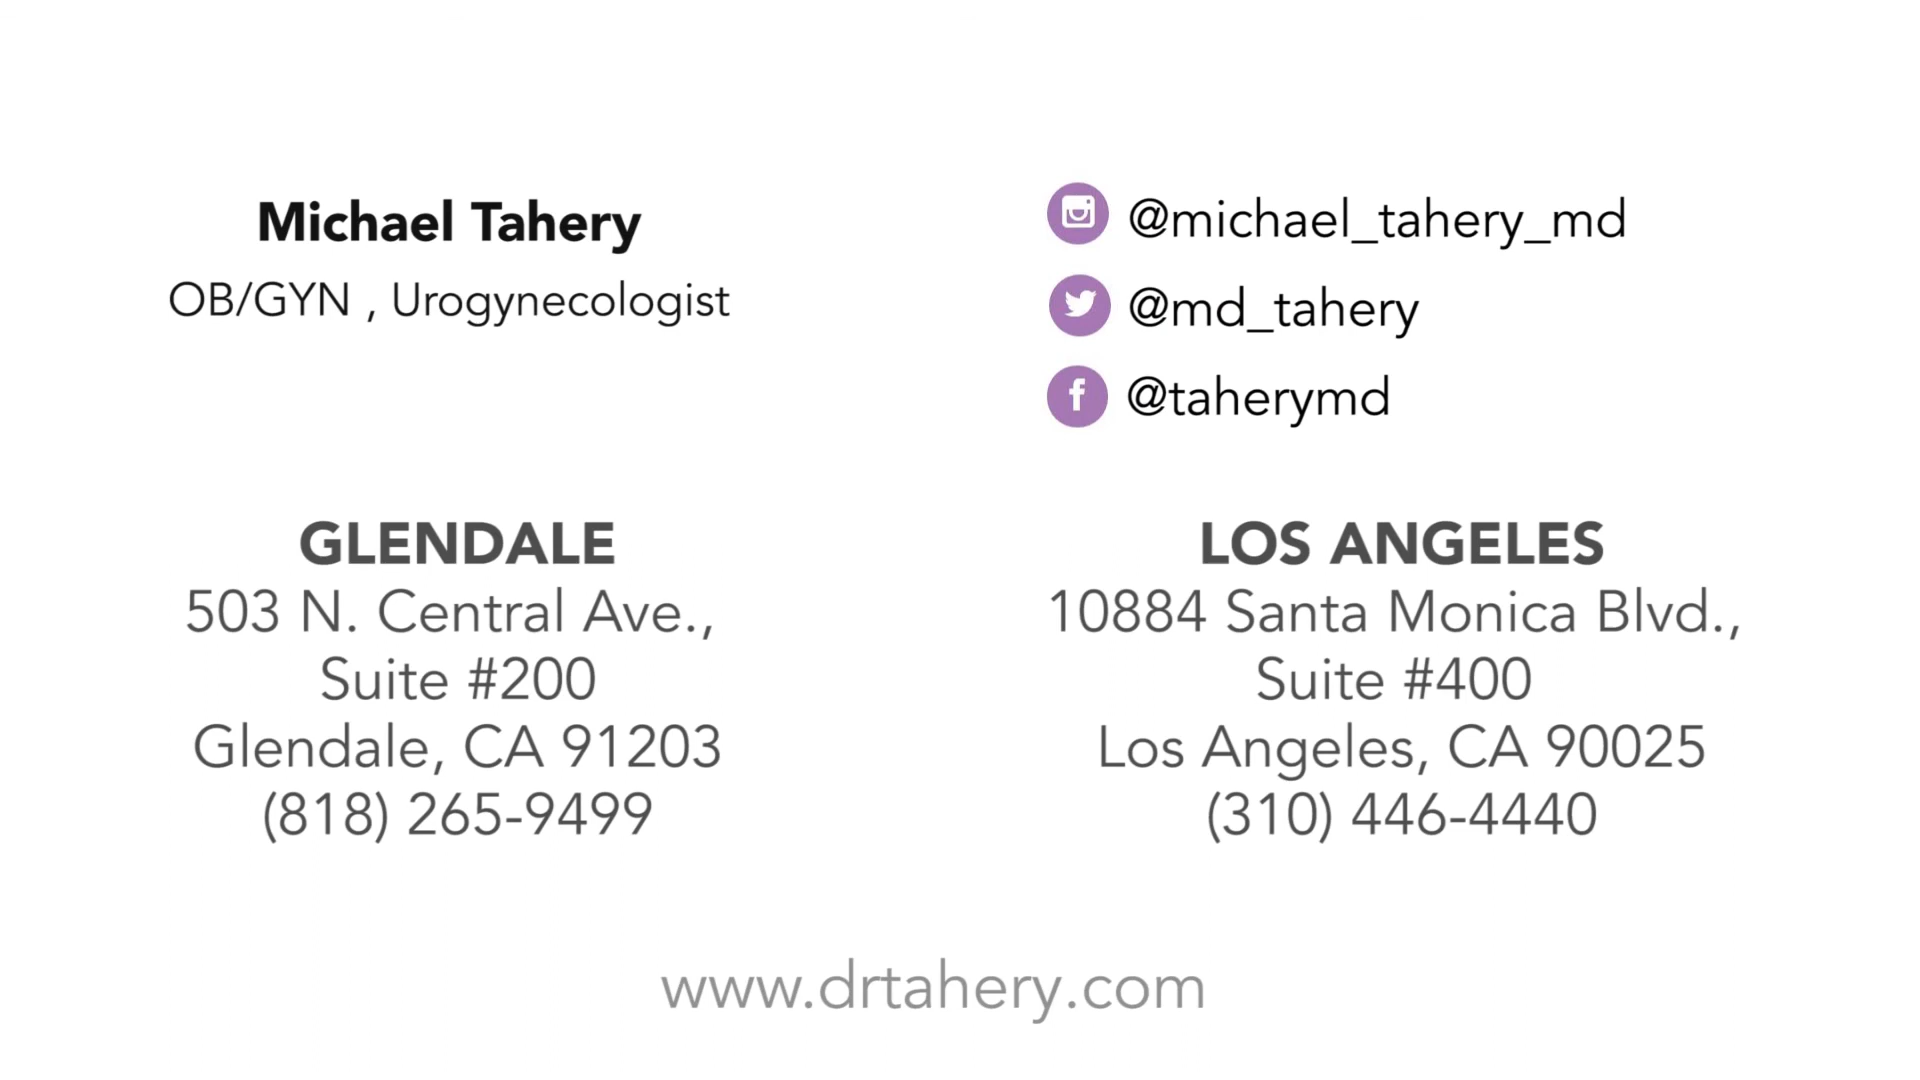 Michael Tahery
OB/GYN , Urogynecologist
@michael_tahery_md
@md_tahery
@taherymd
GLENDALE
503 N. Central Ave.,
Suite #200
Glendale, CA 91203
(818) 265-9499
LOS ANGELES
10884 Santa Monica Blvd.,
Suite #400
Los Angeles, CA 90025
(310) 446-4440
www.drtahery.com